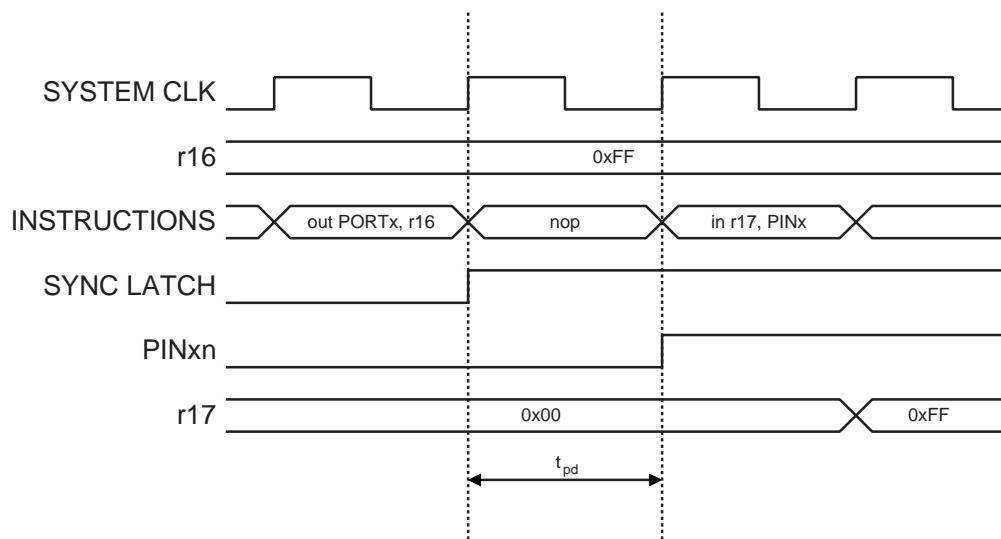 SYSTEM CLK
r16
0xFF
INSTRUCTIONS
out PORTx, r16
nop
in r17, PINx
SYNC LATCH
PINxn
r17
0x00
0xFF
tpd